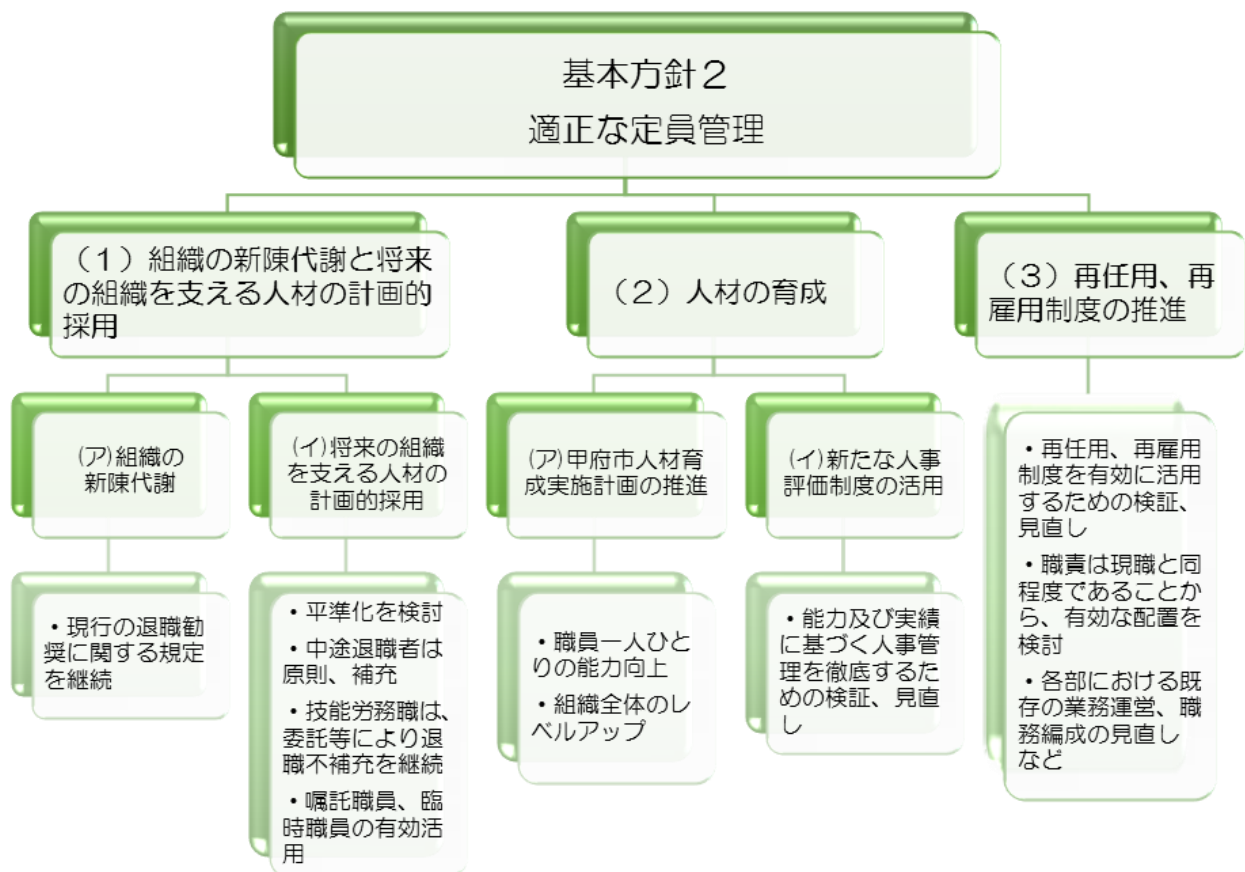 基本方針２
適正な定員管理
（１）組織の新陳代謝と将来
の組織を支える人材の計画的
採用
（２）人材の育成
（３）再任用、再
雇用制度の推進
(ア)組織の
新陳代謝
(イ)将来の組織
を支える人材の
計画的採用
(ア)甲府市人材育
成実施計画の推進
(イ)新たな人事
評価制度の活用
・現行の退職勧
奨に関する規定
を継続
・平準化を検討
・中途退職者は
原則、補充
・技能労務職は、
委託等により退
職不補充を継続
・嘱託職員、臨
時職員の有効活
用
・職員一人ひと
りの能力向上
・組織全体のレ
ベルアップ
・能力及び実績
に基づく人事管
理を徹底するた
めの検証、見直
し
・再任用、再雇用
制度を有効に活用
するための検証、
見直し
・職責は現職と同
程度であることか
ら、有効な配置を
検討
・各部における既
存の業務運営、職
務編成の見直し
など